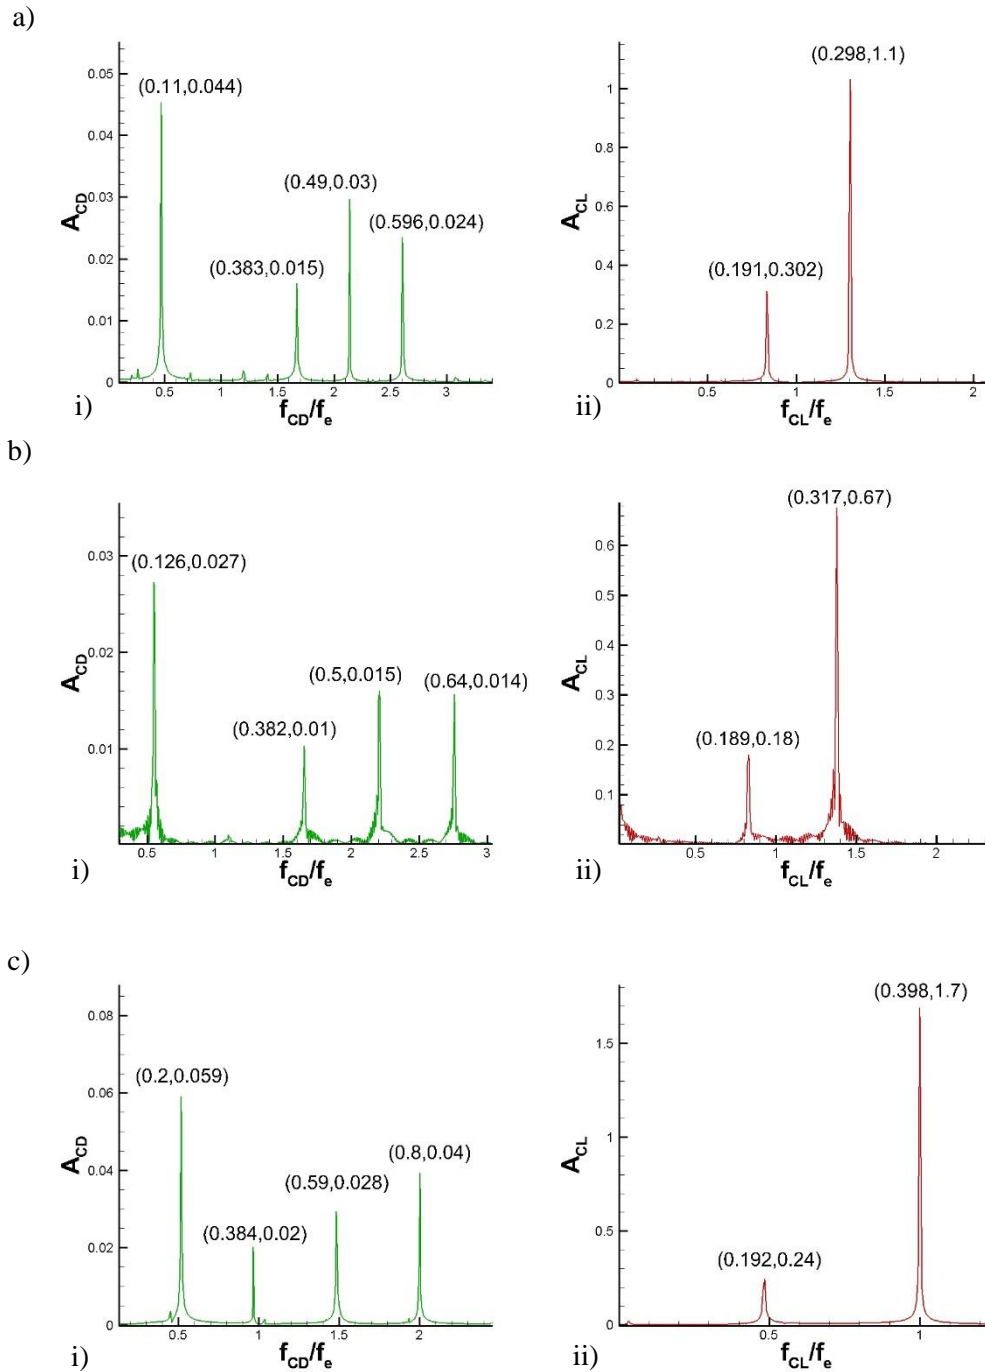 a)
0.05
0.04
0.03
0.02
0.01
0
A_CD
(0.11,0.044)
(0.49,0.03)
(0.596,0.024)
(0.383,0.015)
0.5 1 1.5 2 2.5 3
i)
f_CD/f_e
1
0.8
0.6
0.4
0.2
0
A_CL
(0.298,1.1)
(0.191,0.302)
0.5 1 1.5 2
ii)
f_CL/f_e
b)
0.03
0.02
0.01
A_CD
(0.126,0.027)
(0.5,0.015)
(0.64,0.014)
(0.382,0.01)
0.5 1 1.5 2 2.5 3
i)
f_CD/f_e
0.6
0.5
0.4
0.3
0.2
0.1
A_CL
(0.317,0.67)
(0.189,0.18)
0.5 1 1.5 2
ii)
f_CL/f_e
c)
0.08
0.06
0.04
0.02
0
A_CD
(0.2,0.059)
(0.8,0.04)
(0.59,0.028)
(0.384,0.02)
0.5 1 1.5 2
i)
f_CD/f_e
1.5
1
0.5
0
A_CL
(0.398,1.7)
(0.192,0.24)
0.5 1
ii)
f_CL/f_e